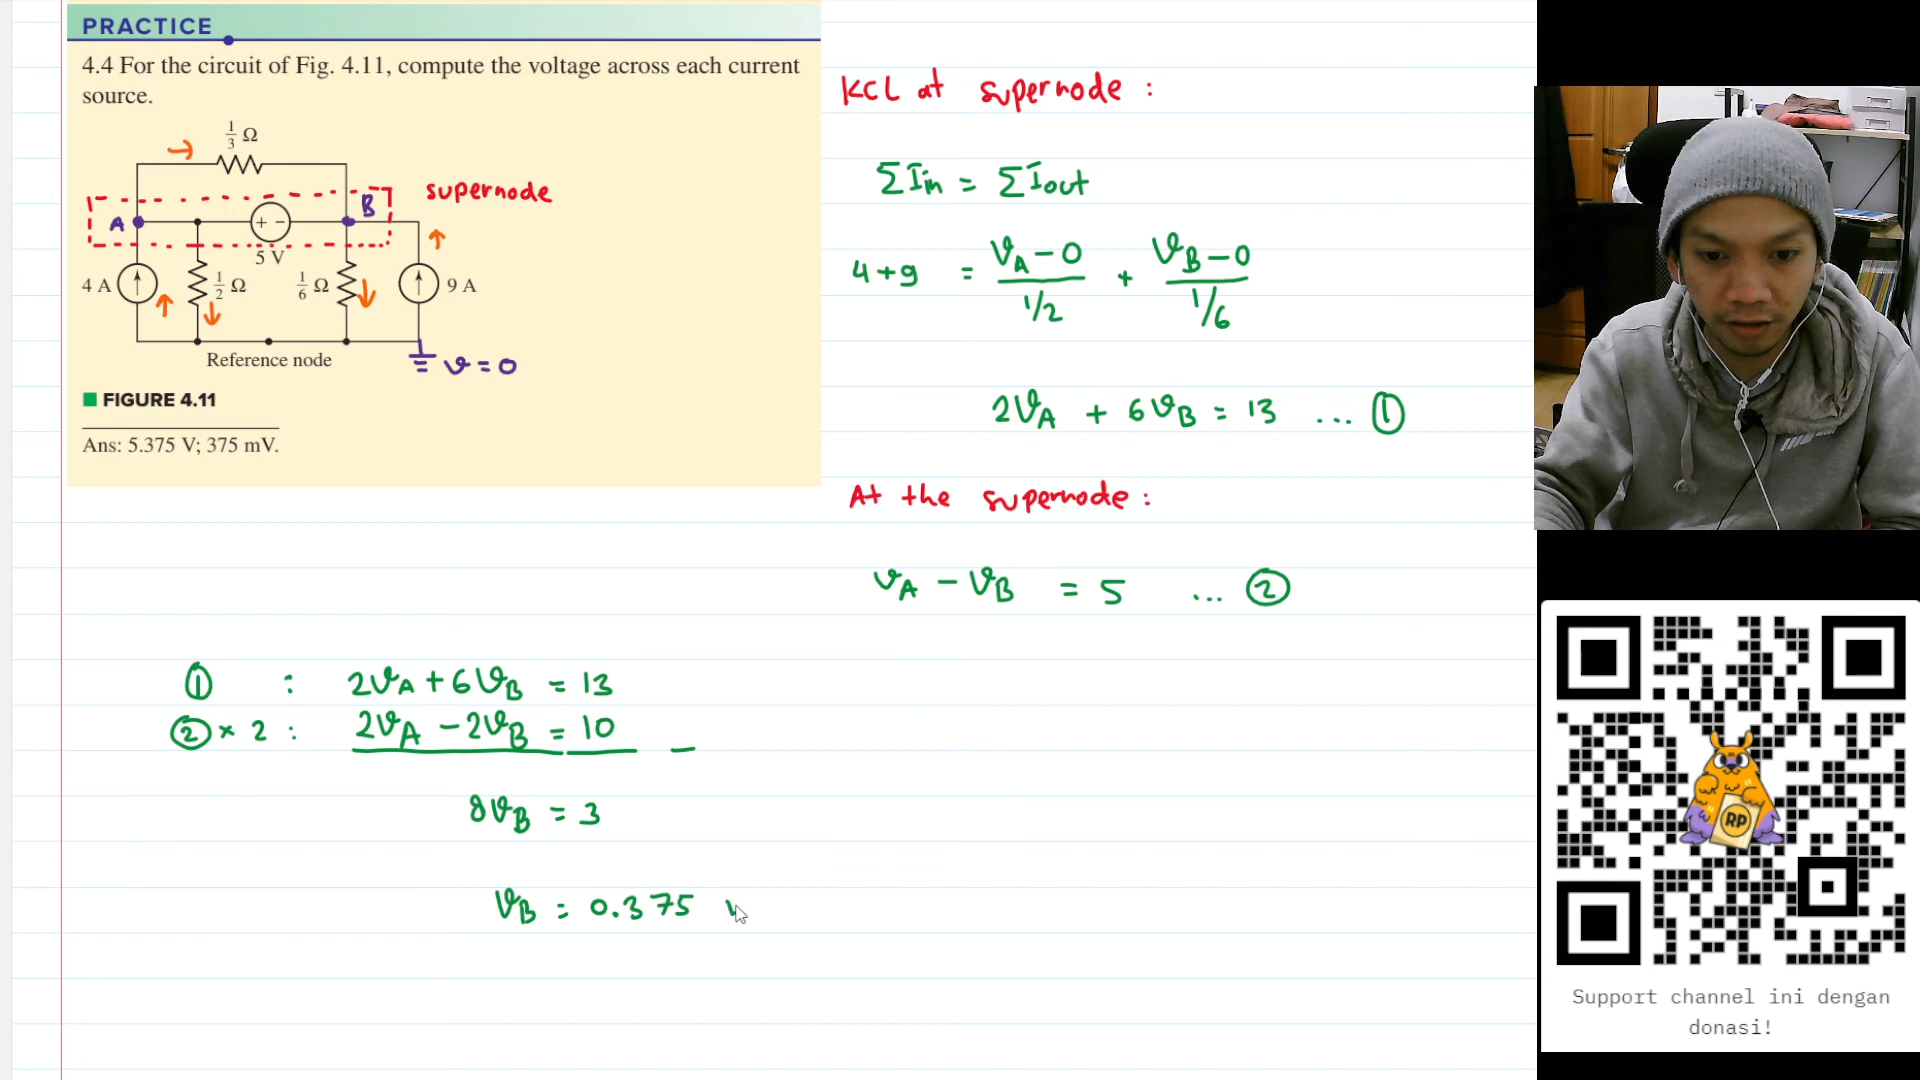 PRACTICE
4.4 For the circuit of Fig. 4.11, compute the voltage across each current
source.
1/3 Ω
A
B
supernode
+ -
5 V
4 A
1/2 Ω
1/6 Ω
9 A
Reference node
v = 0
FIGURE 4.11
Ans: 5.375 V; 375 mV.
KCL at supernode :
ΣIin = ΣIout
4 + 9 = (vA - 0)/(1/2) + (vB - 0)/(1/6)
2vA + 6vB = 13 ... ①
At the supernode :
vA - vB = 5 ... ②
① : 2vA + 6vB = 13
② × 2 : 2vA - 2vB = 10 -
8vB = 3
vB = 0.375
RP
Support channel ini dengan
donasi!